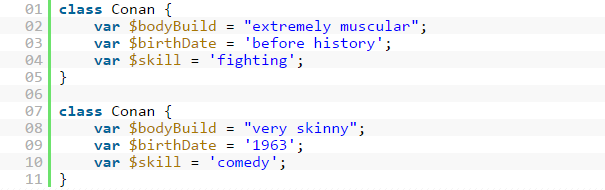 01 class Conan {
02     var $bodyBuild = "extremely muscular";
03     var $birthDate = 'before history';
04     var $skill = 'fighting';
05 }
06
07 class Conan {
08     var $bodyBuild = "very skinny";
09     var $birthDate = '1963';
10     var $skill = 'comedy';
11 }